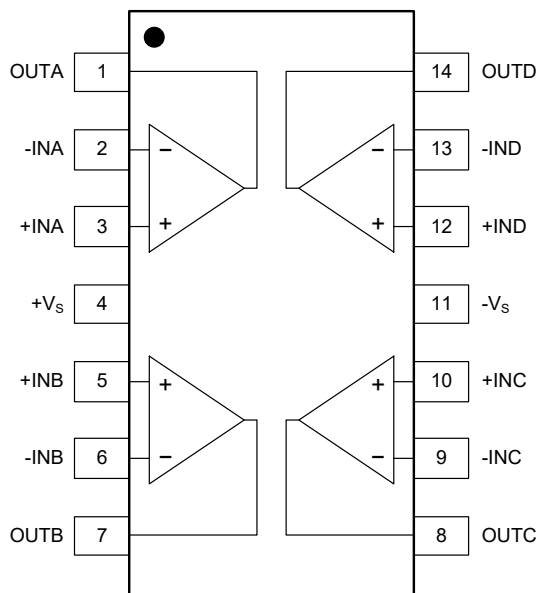 OUTA 1 14 OUTD
-INA 2 − − 13 -IND
+INA 3 + + 12 +IND
+VS 4 11 -VS
+INB 5 + + 10 +INC
-INB 6 − − 9 -INC
OUTB 7 8 OUTC